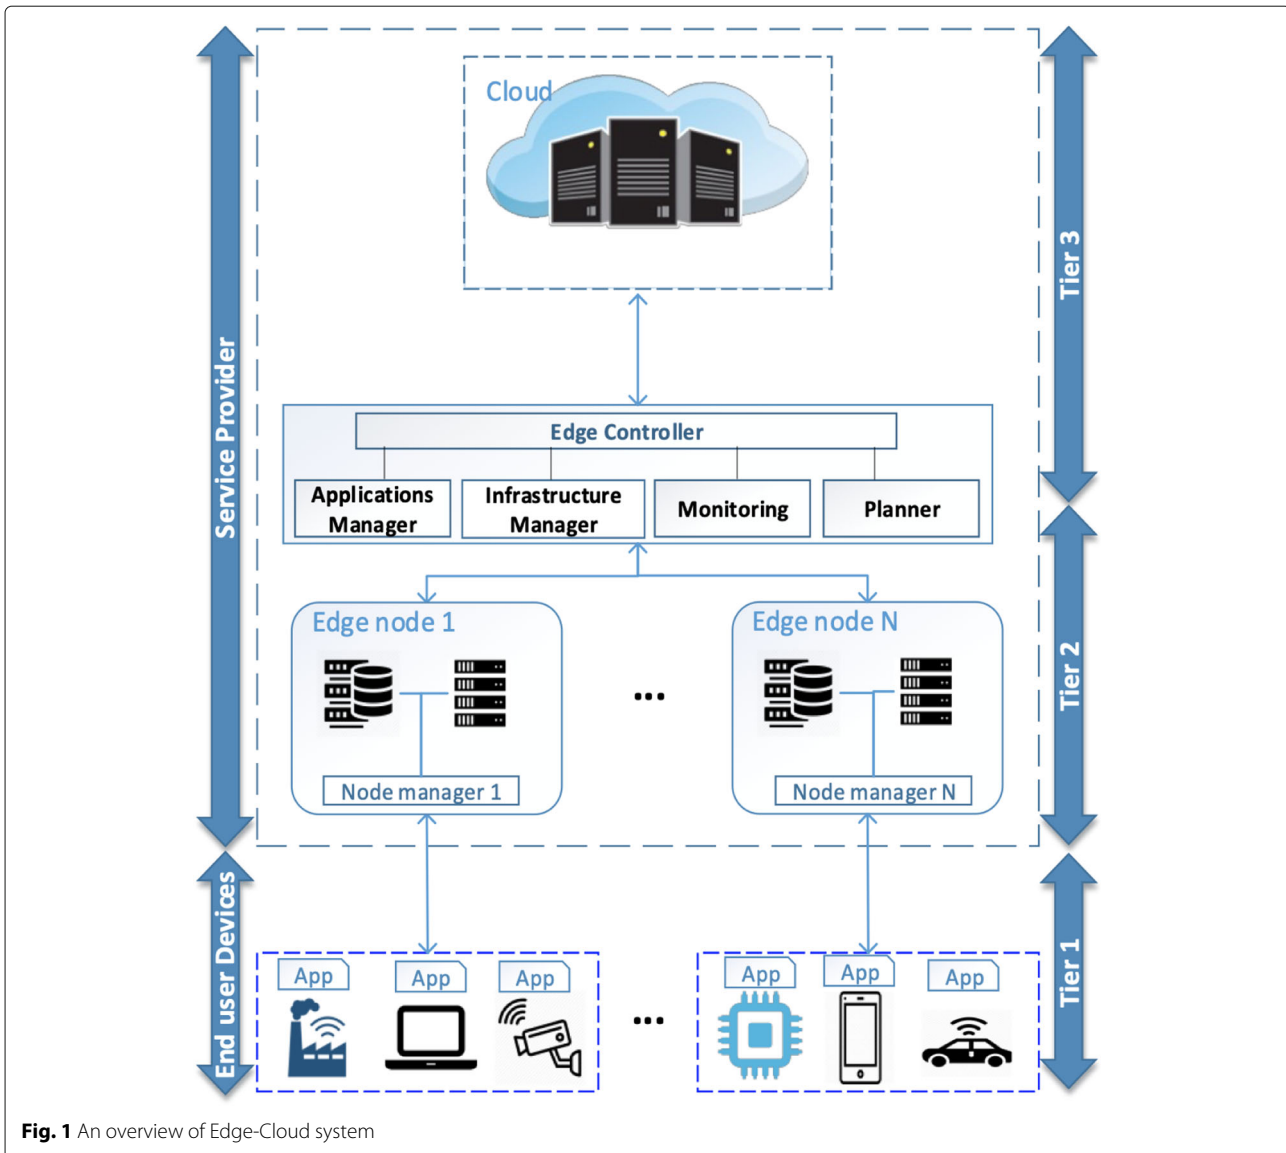 Cloud
Service Provider
Tier 3
Edge Controller
Applications
Manager
Infrastructure
Manager
Monitoring
Planner
Edge node 1
Edge node N
...
Tier 2
Node manager 1
Node manager N
End user Devices
Tier 1
App
App
App
...
App
App
App
Fig. 1 An overview of Edge-Cloud system